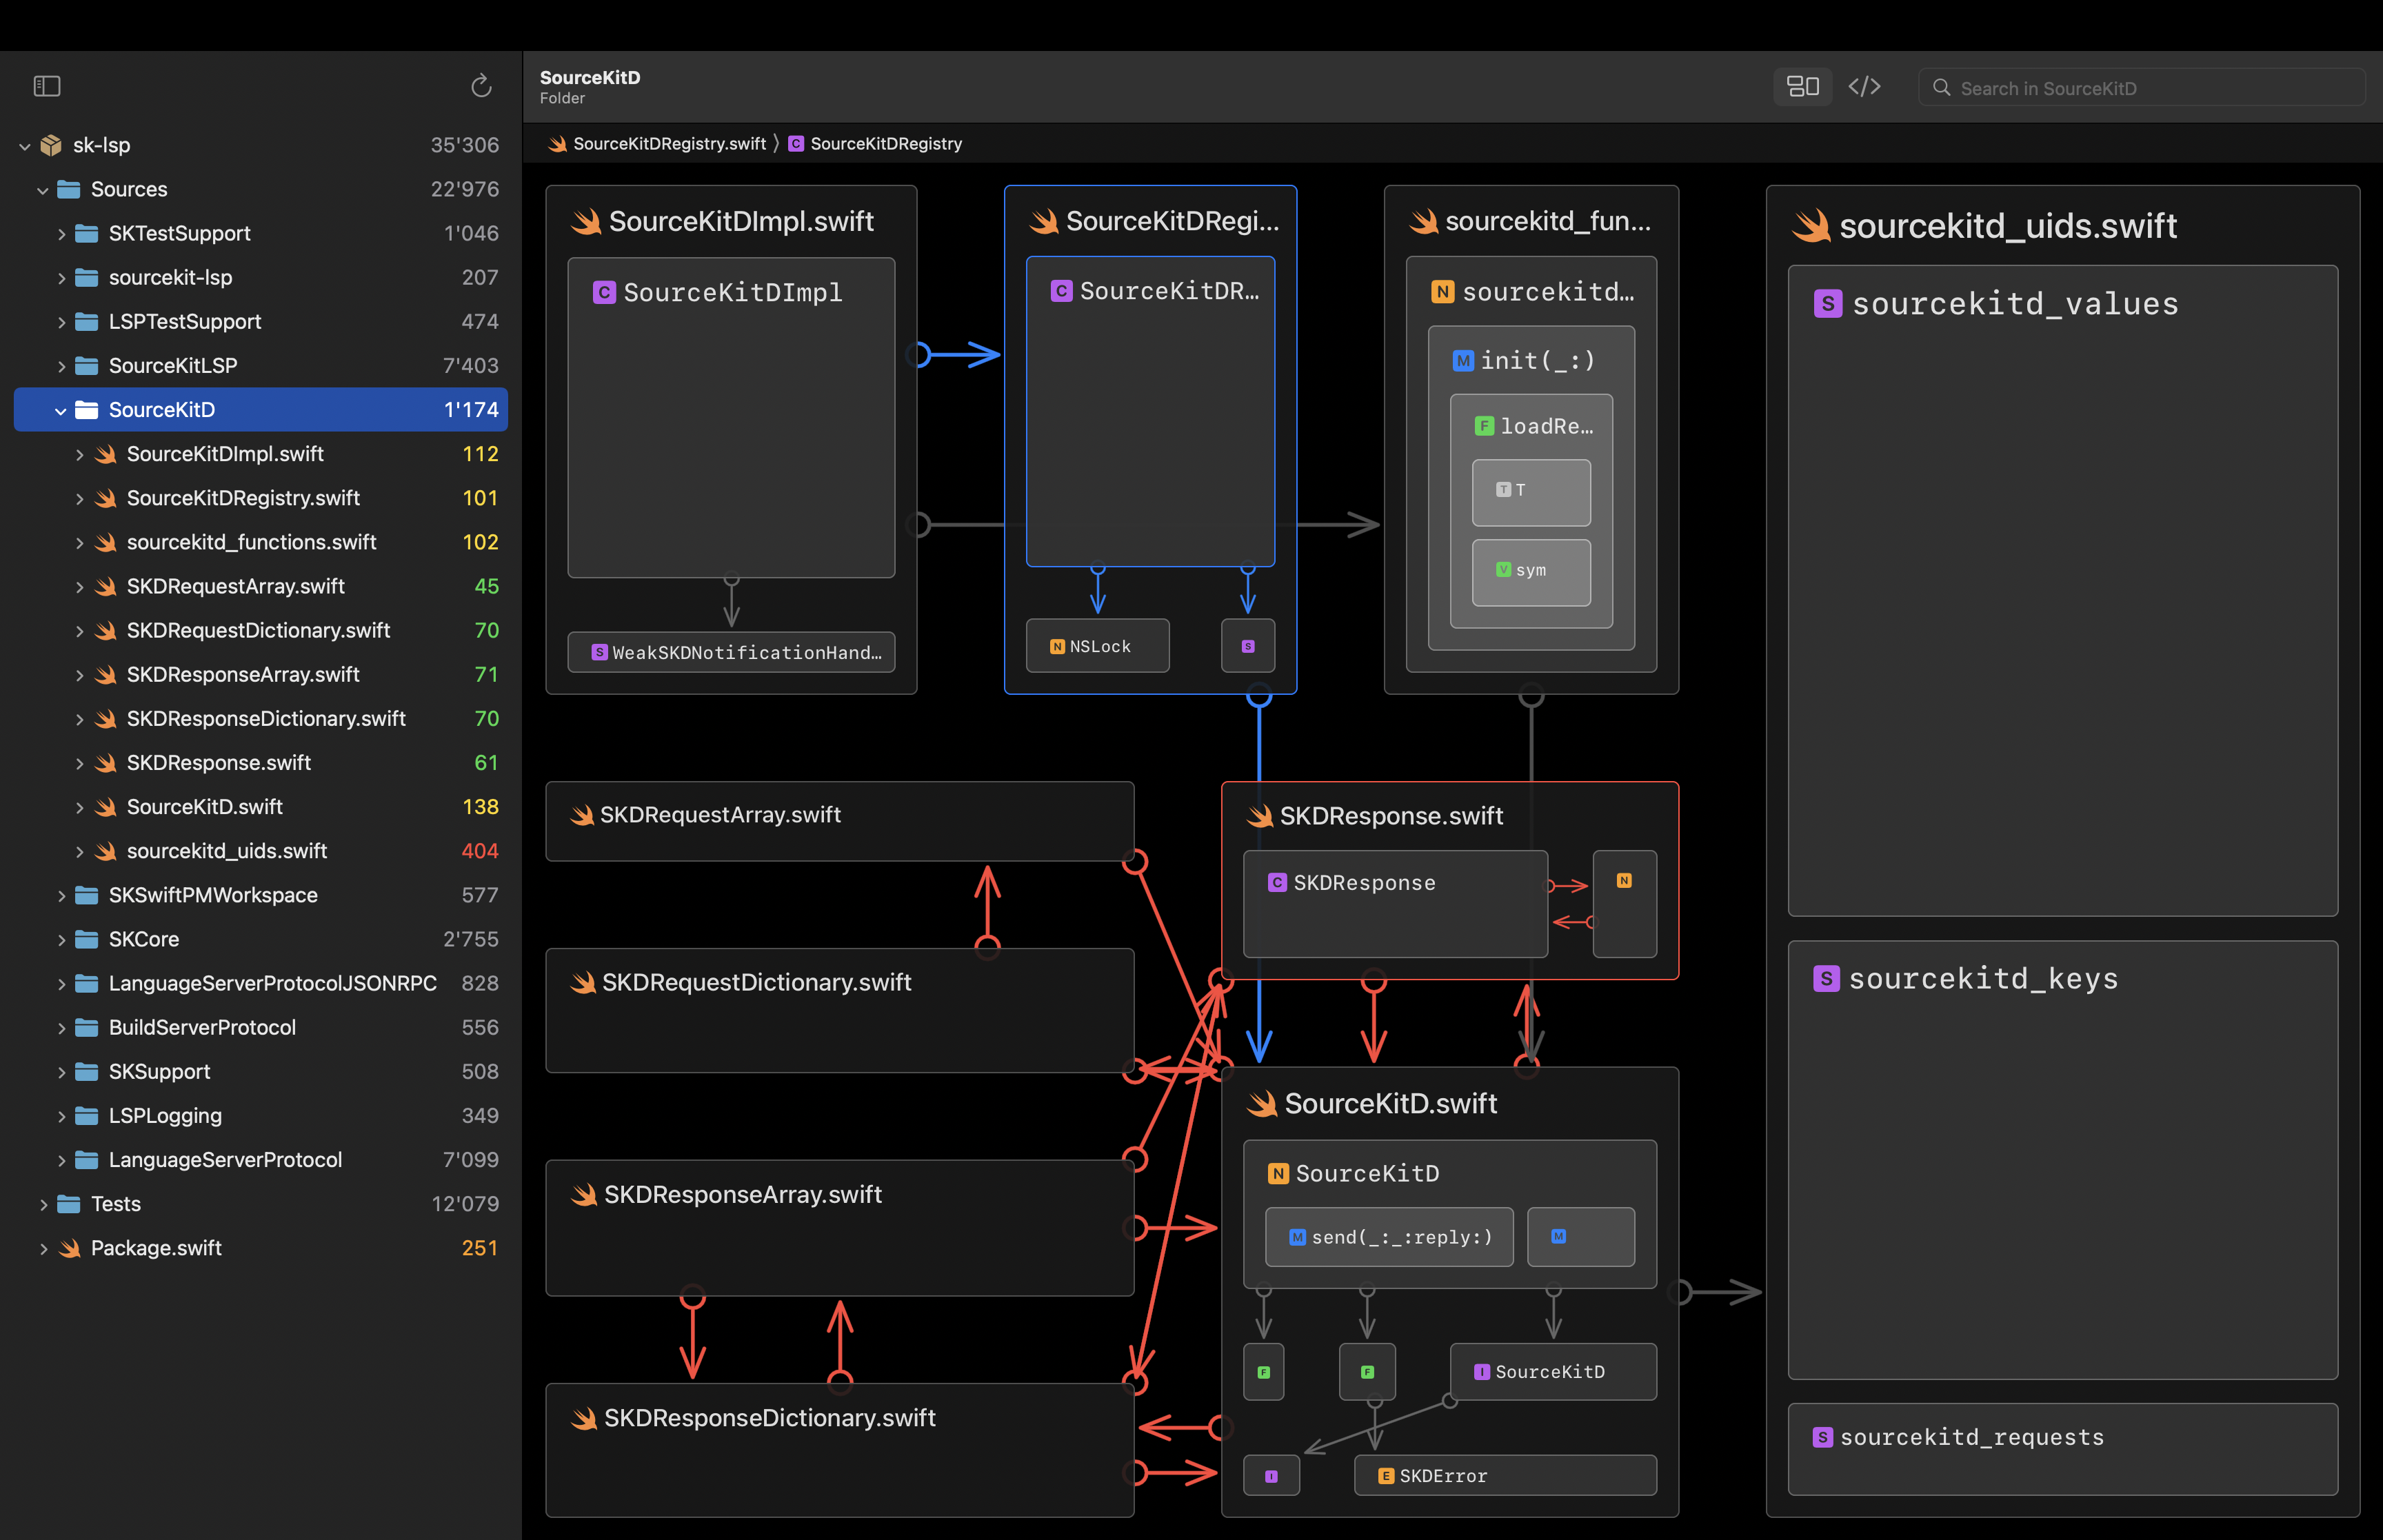 SourceKitD
Folder
Search in SourceKitD
SourceKitDRegistry.swift
C SourceKitDRegistry
sk-lsp 35'306
Sources 22'976
SKTestSupport 1'046
sourcekit-lsp 207
LSPTestSupport 474
SourceKitLSP 7'403
SourceKitD 1'174
SourceKitDImpl.swift 112
SourceKitDRegistry.swift 101
sourcekitd_functions.swift 102
SKDRequestArray.swift 45
SKDRequestDictionary.swift 70
SKDResponseArray.swift 71
SKDResponseDictionary.swift 70
SKDResponse.swift 61
SourceKitD.swift 138
sourcekitd_uids.swift 404
SKSwiftPMWorkspace 577
SKCore 2'755
LanguageServerProtocolJSONRPC 828
BuildServerProtocol 556
SKSupport 508
LSPLogging 349
LanguageServerProtocol 7'099
Tests 12'079
Package.swift 251
SourceKitDImpl.swift
C SourceKitDImpl
S WeakSKDNotificationHand...
SourceKitDRegi...
C SourceKitDR...
N NSLock
S
sourcekitd_fun...
N sourcekitd...
M init(_:)
F loadRe...
T T
V sym
sourcekitd_uids.swift
S sourcekitd_values
S sourcekitd_keys
S sourcekitd_requests
SKDRequestArray.swift
SKDRequestDictionary.swift
SKDResponseArray.swift
SKDResponseDictionary.swift
SKDResponse.swift
C SKDResponse
N
SourceKitD.swift
N SourceKitD
M send(_:_:reply:)
M
F
F
I SourceKitD
I
E SKDError